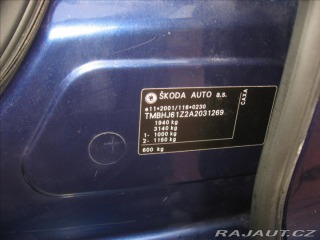 ŠKODA AUTO a.s.
e11*2001/116*0230
TMBHJ61Z2A2031269
1940 kg
3140 kg
1- 1000 kg
2- 1150 kg
600 kg
CAXA
RAJAUT.CZ